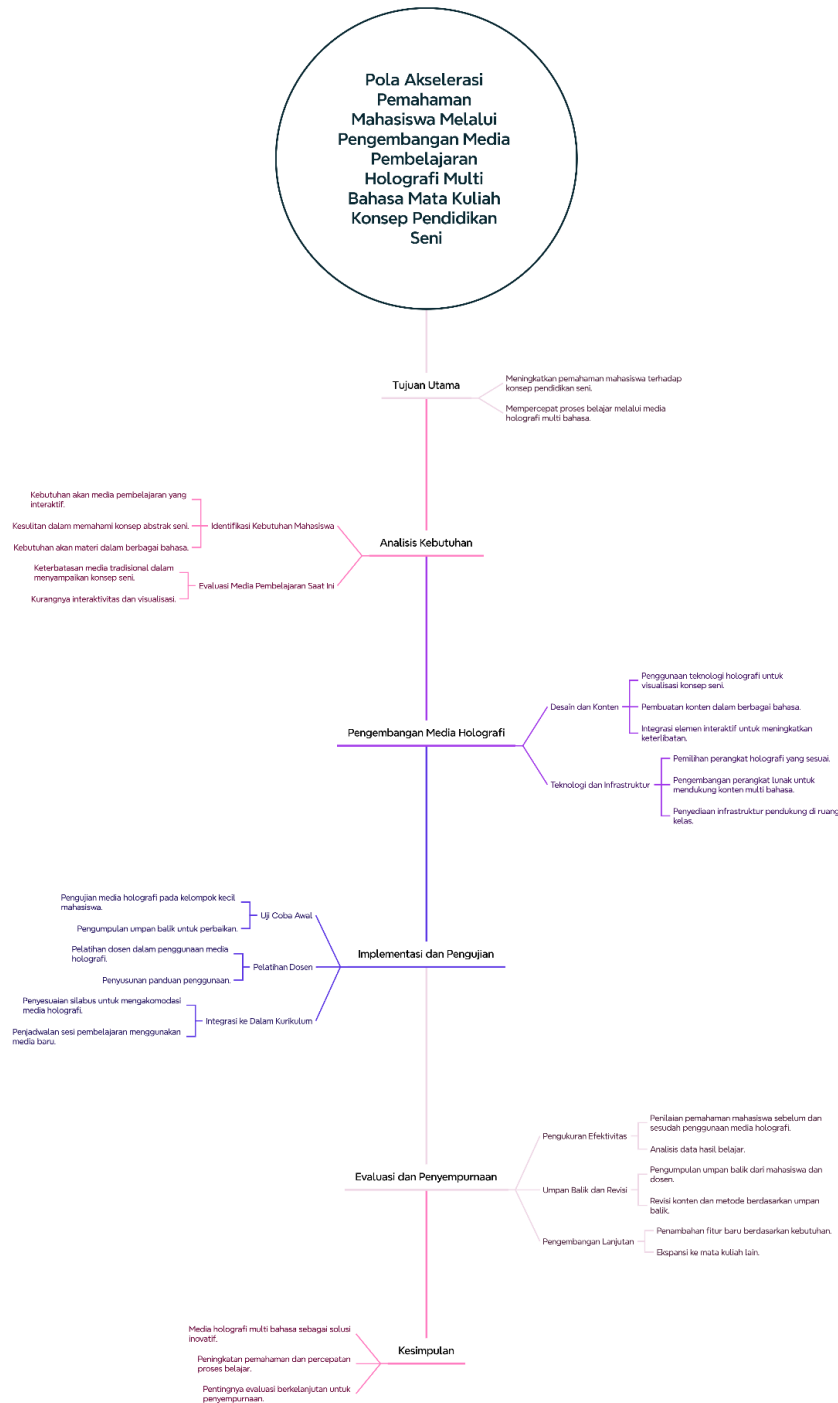 Pola Akselerasi
Pemahaman
Mahasiswa Melalui
Pengembangan Media
Pembelajaran
Holografi Multi
Bahasa Mata Kuliah
Konsep Pendidikan
Seni
Tujuan Utama
Meningkatkan pemahaman mahasiswa terhadap
konsep pendidikan seni.
Mempercepat proses belajar melalui media
holografi multi bahasa.
Analisis Kebutuhan
Identifikasi Kebutuhan Mahasiswa
Kebutuhan akan media pembelajaran yang
interaktif.
Kesulitan dalam memahami konsep abstrak seni.
Kebutuhan akan materi dalam berbagai bahasa.
Evaluasi Media Pembelajaran Saat Ini
Keterbatasan media tradisional dalam
menyampaikan konsep seni.
Kurangnya interaktivitas dan visualisasi.
Pengembangan Media Holografi
Desain dan Konten
Penggunaan teknologi holografi untuk
visualisasi konsep seni.
Pembuatan konten dalam berbagai bahasa.
Integrasi elemen interaktif untuk meningkatkan
keterlibatan.
Teknologi dan Infrastruktur
Pemilihan perangkat holografi yang sesuai.
Pengembangan perangkat lunak untuk
mendukung konten multi bahasa.
Penyediaan infrastruktur pendukung di ruang
kelas.
Implementasi dan Pengujian
Uji Coba Awal
Pengujian media holografi pada kelompok kecil
mahasiswa.
Pengumpulan umpan balik untuk perbaikan.
Pelatihan Dosen
Pelatihan dosen dalam penggunaan media
holografi.
Penyusunan panduan penggunaan.
Integrasi ke Dalam Kurikulum
Penyesuaian silabus untuk mengakomodasi
media holografi.
Penjadwalan sesi pembelajaran menggunakan
media baru.
Evaluasi dan Penyempurnaan
Pengukuran Efektivitas
Penilaian pemahaman mahasiswa sebelum dan
sesudah penggunaan media holografi.
Analisis data hasil belajar.
Umpan Balik dan Revisi
Pengumpulan umpan balik dari mahasiswa dan
dosen.
Revisi konten dan metode berdasarkan umpan
balik.
Pengembangan Lanjutan
Penambahan fitur baru berdasarkan kebutuhan.
Ekspansi ke mata kuliah lain.
Kesimpulan
Media holografi multi bahasa sebagai solusi
inovatif.
Peningkatan pemahaman dan percepatan
proses belajar.
Pentingnya evaluasi berkelanjutan untuk
penyempurnaan.